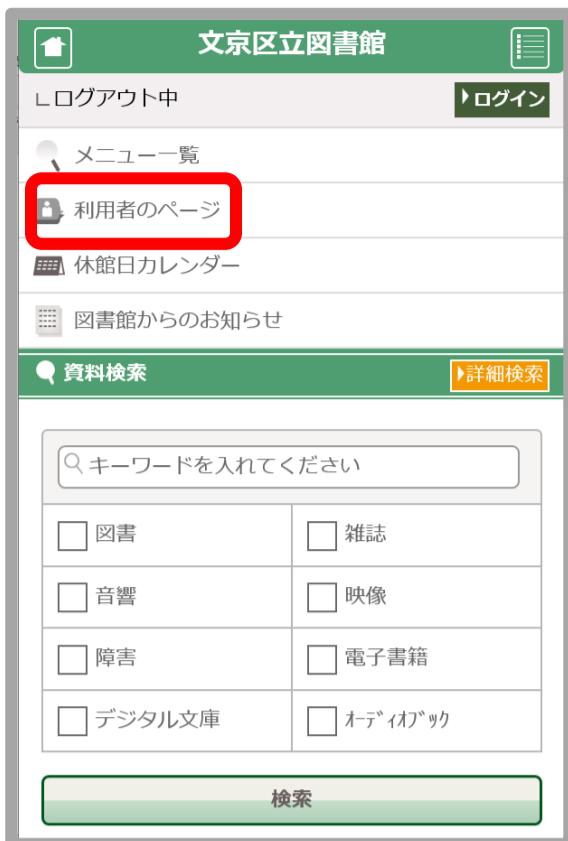 文京区立図書館
∟ログアウト中
ログイン
メニュー一覧
利用者のページ
休館日カレンダー
図書館からのお知らせ
資料検索
詳細検索
キーワードを入れてください
図書
雑誌
音響
映像
障害
電子書籍
デジタル文庫
ｵｰﾃﾞｨｵﾌﾞｯｸ
検索